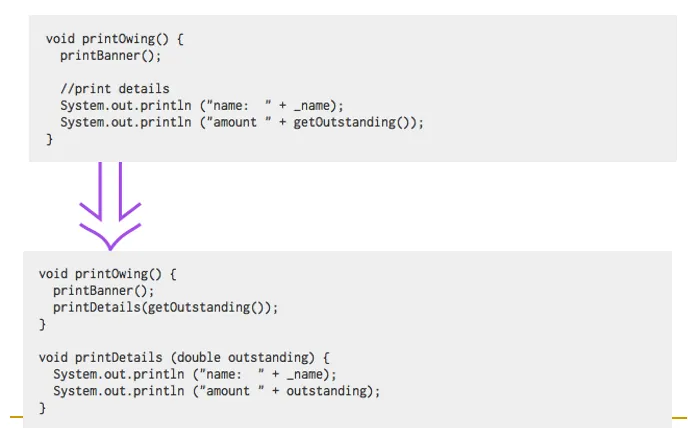 void printOwing() {
  printBanner();

  //print details
  System.out.println ("name:  " + _name);
  System.out.println ("amount " + getOutstanding());
}

void printOwing() {
  printBanner();
  printDetails(getOutstanding());
}

void printDetails (double outstanding) {
  System.out.println ("name:  " + _name);
  System.out.println ("amount " + outstanding);
}